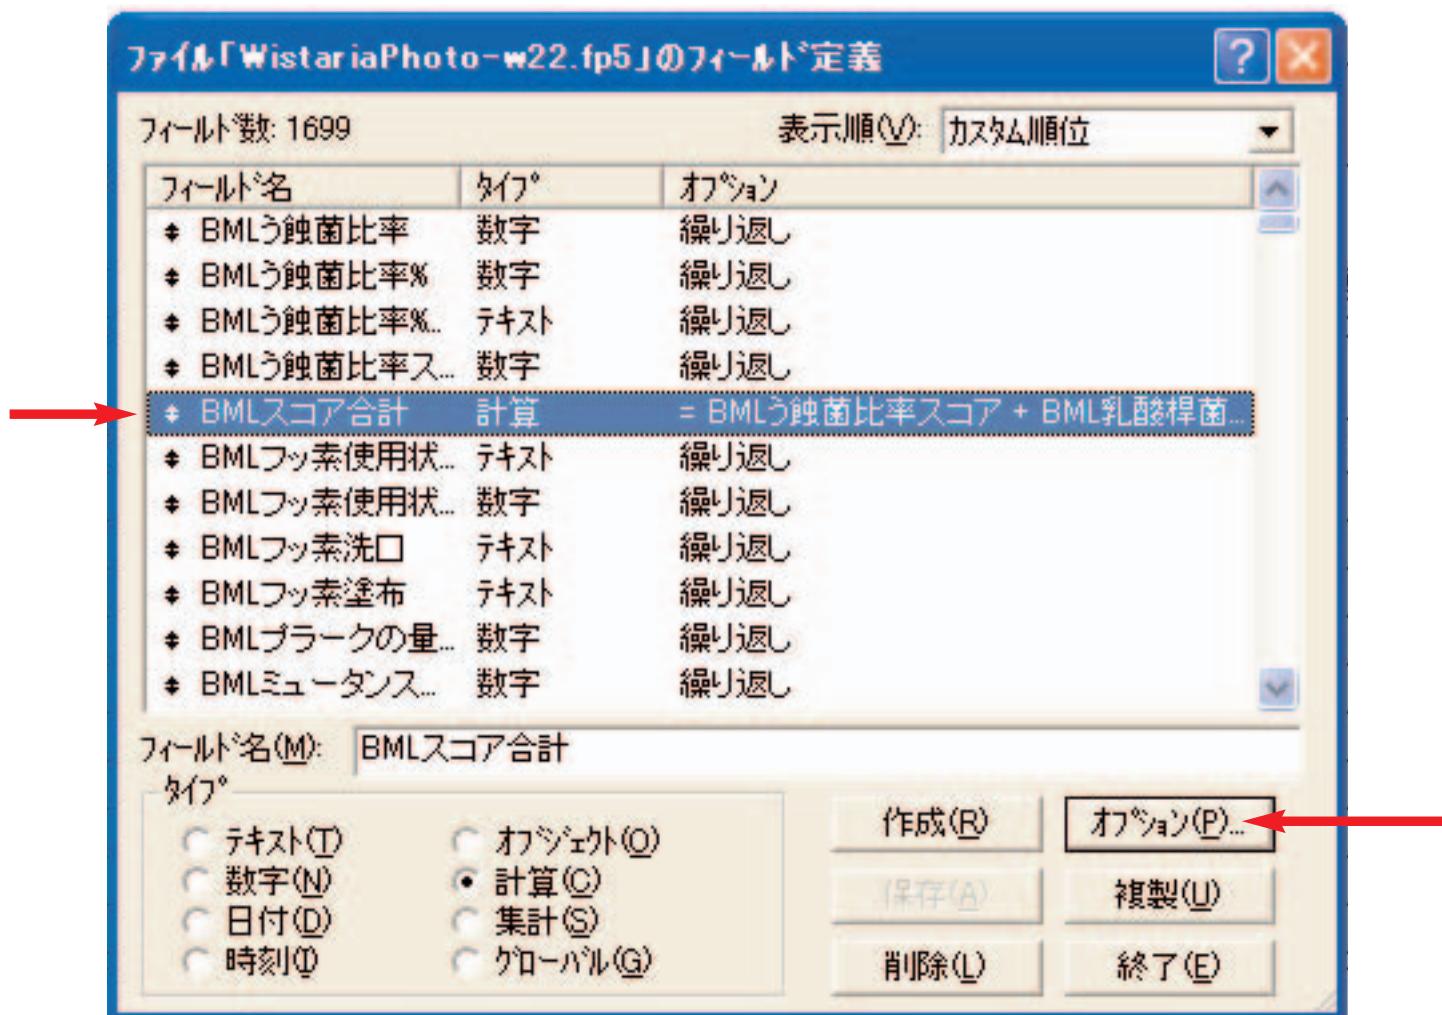 ファイル「WistariaPhoto-w22.fp5」のフィールド定義
フィールド数: 1699 表示順(V): カスタム順位
フィールド名 タイプ オプション
BMLう蝕菌比率 数字 繰り返し
BMLう蝕菌比率% 数字 繰り返し
BMLう蝕菌比率%... テキスト 繰り返し
BMLう蝕菌比率ス... 数字 繰り返し
BMLスコア合計 計算 = BMLう蝕菌比率スコア + BML乳酸桿菌...
BMLフッ素使用状... テキスト 繰り返し
BMLフッ素使用状... 数字 繰り返し
BMLフッ素洗口 テキスト 繰り返し
BMLフッ素塗布 テキスト 繰り返し
BMLプラークの量... 数字 繰り返し
BMLミュータンス... 数字 繰り返し
フィールド名(M): BMLスコア合計
タイプ
テキスト(T) オブジェクト(O) 作成(R) オプション(P)...
数字(N) 計算(C) 保存(A) 複製(U)
日付(D) 集計(S)
時刻(I) グローバル(G) 削除(L) 終了(E)